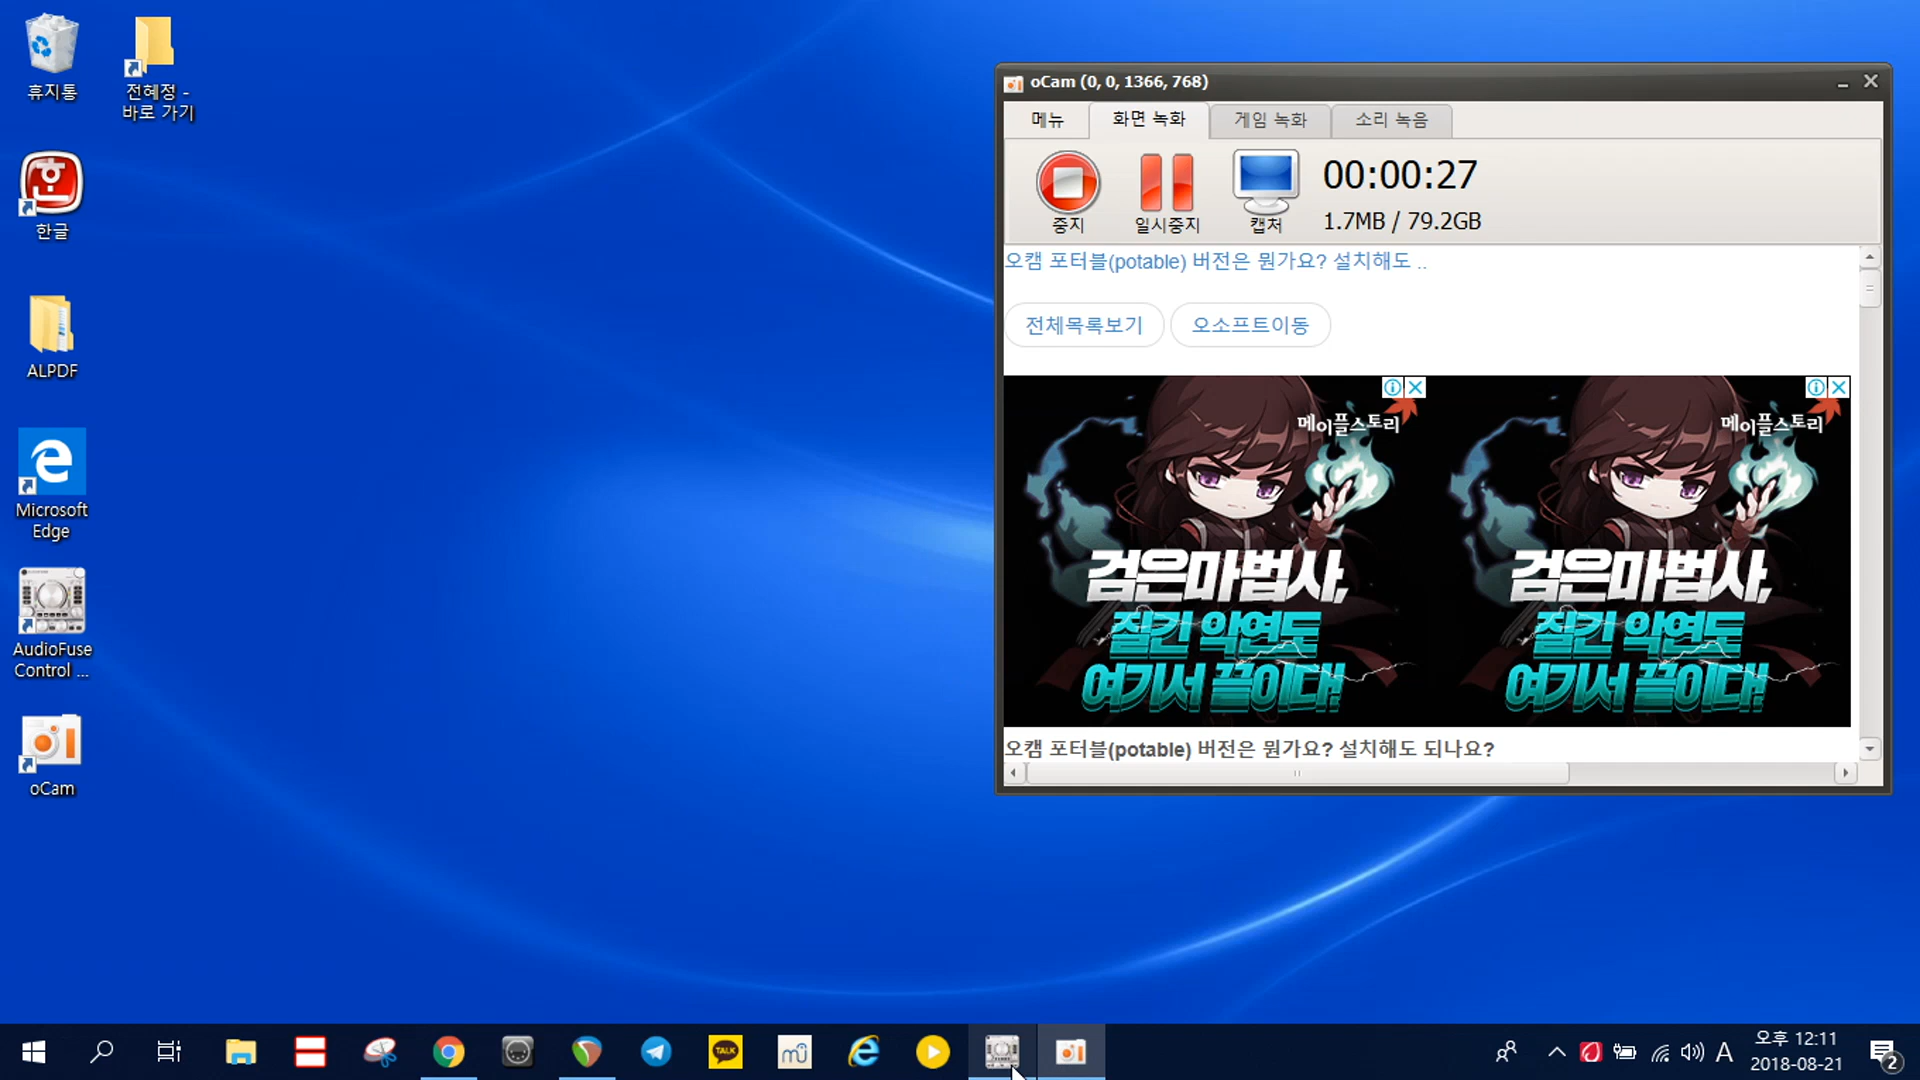 휴지통
전혜정 -
바로 가기
한글
ALPDF
Microsoft
Edge
AudioFuse
Control ...
oCam
oCam (0, 0, 1366, 768)
메뉴
화면 녹화
게임 녹화
소리 녹음
중지
일시중지
캡처
00:00:27
1.7MB / 79.2GB
오캠 포터블(potable) 버전은 뭔가요? 설치해도 ..
전체목록보기
오소프트이동
메이플스토리
검은마법사,
질긴 악연도
여기서 끝이다!
메이플스토리
검은마법사,
질긴 악연도
여기서 끝이다!
오캠 포터블(potable) 버전은 뭔가요? 설치해도 되나요?
TALK
A
오후 12:11
2018-08-21
2